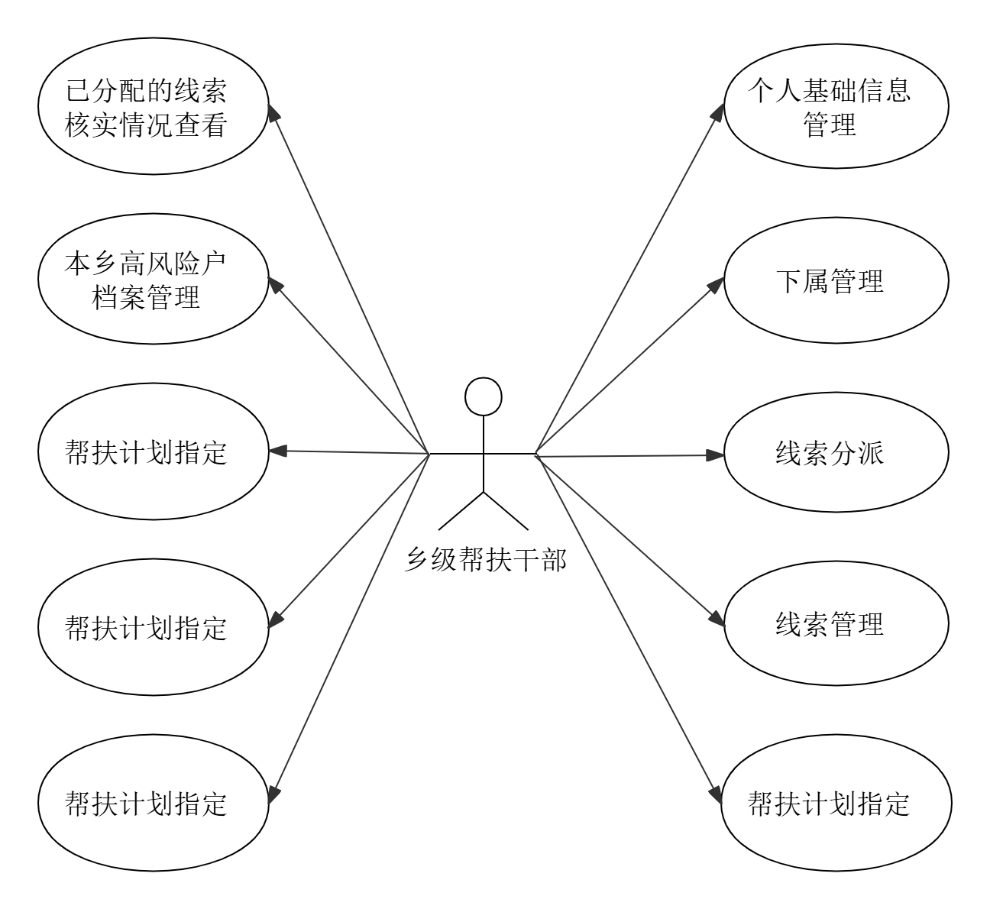 已分配的线索
核实情况查看
本乡高风险户
档案管理
帮扶计划指定
帮扶计划指定
帮扶计划指定
乡级帮扶干部
个人基础信息
管理
下属管理
线索分派
线索管理
帮扶计划指定